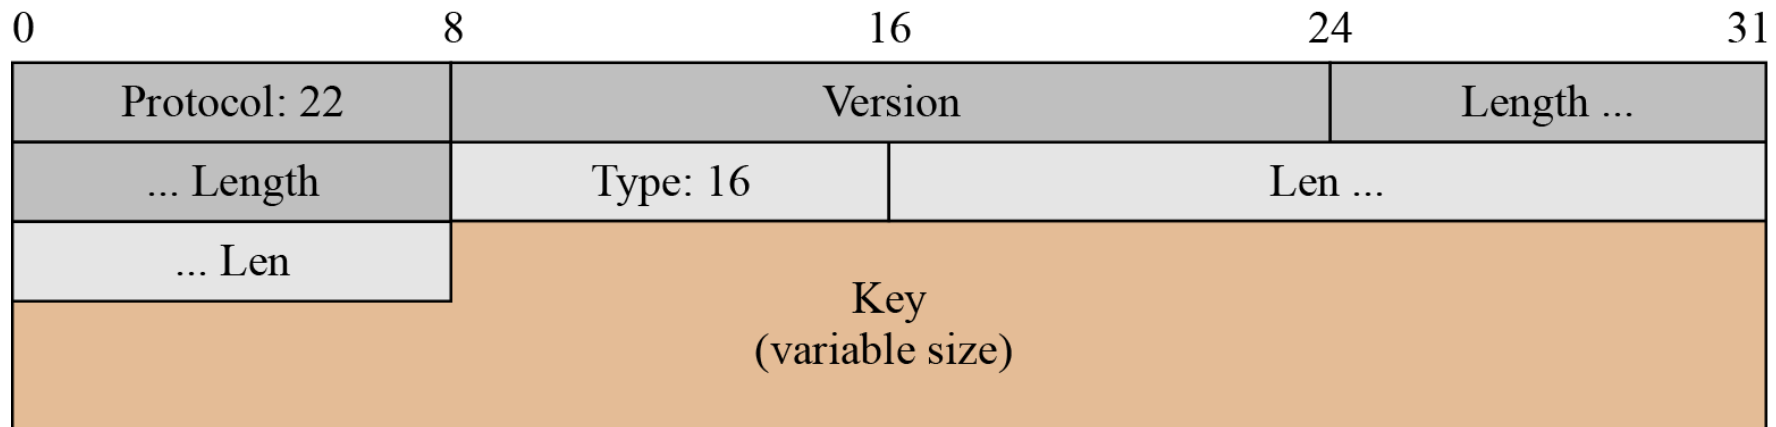 0 8 16 24 31
Protocol: 22 Version Length ...
... Length Type: 16 Len ...
... Len
Key
(variable size)